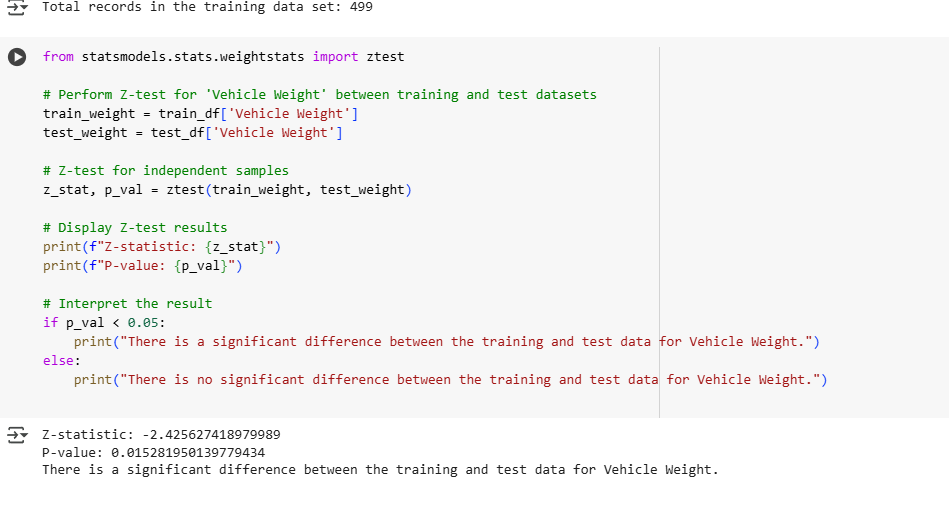 Total records in the training data set: 499
from statsmodels.stats.weightstats import ztest
# Perform Z-test for 'Vehicle Weight' between training and test datasets
train_weight = train_df['Vehicle Weight']
test_weight = test_df['Vehicle Weight']
# Z-test for independent samples
z_stat, p_val = ztest(train_weight, test_weight)
# Display Z-test results
print(f"Z-statistic: {z_stat}")
print(f"P-value: {p_val}")
# Interpret the result
if p_val < 0.05:
    print("There is a significant difference between the training and test data for Vehicle Weight.")
else:
    print("There is no significant difference between the training and test data for Vehicle Weight.")
Z-statistic: -2.425627418979989
P-value: 0.015281950139779434
There is a significant difference between the training and test data for Vehicle Weight.